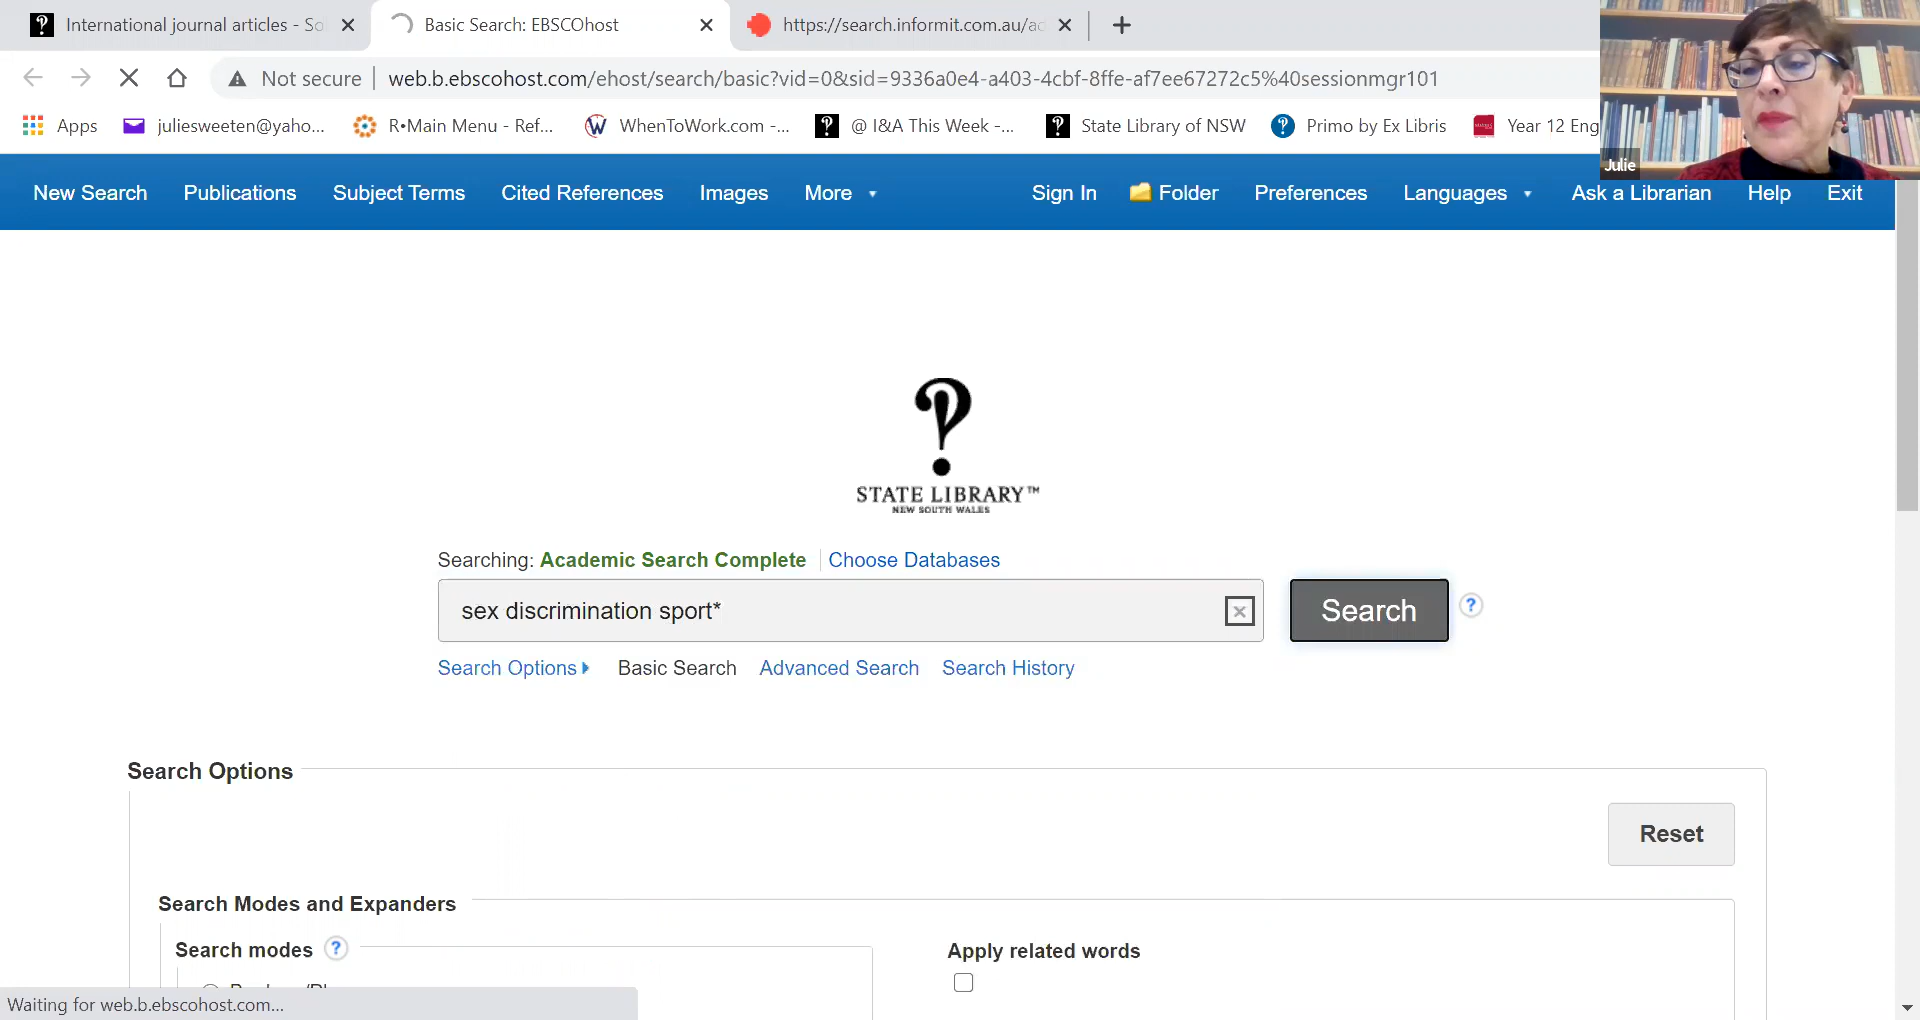 International journal articles - So
Basic Search: EBSCOhost
https://search.informit.com.au/ad
Not secure
web.b.ebscohost.com/ehost/search/basic?vid=0&sid=9336a0e4-a403-4cbf-8ffe-af7ee67272c5%40sessionmgr101
Apps
juliesweeten@yaho...
R•Main Menu - Ref...
WhenToWork.com -...
@ I&A This Week -...
State Library of NSW
Primo by Ex Libris
Year 12 Eng
Julie
New Search
Publications
Subject Terms
Cited References
Images
More
Sign In
Folder
Preferences
Languages
Ask a Librarian
Help
Exit
STATE LIBRARY™
NEW SOUTH WALES
Searching: Academic Search Complete
Choose Databases
sex discrimination sport*
Search
Search Options
Basic Search
Advanced Search
Search History
Search Options
Reset
Search Modes and Expanders
Search modes
Apply related words
Waiting for web.b.ebscohost.com...